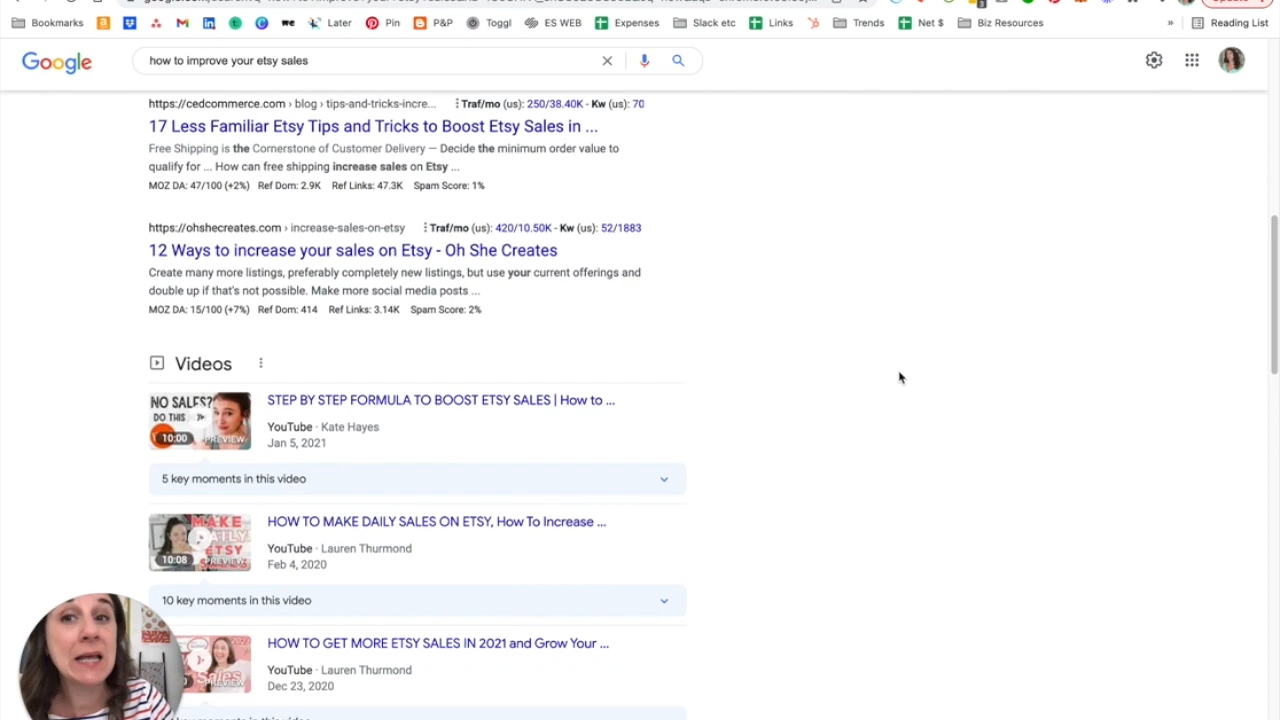 Bookmarks
Later
Pin
P&P
Toggl
we
ES WEB
Expenses
Slack etc
Links
Trends
Net $
Biz Resources
»
Reading List
Google
how to improve your etsy sales
https://cedcommerce.com › blog › tips-and-tricks-incre... Traf/mo (us): 250/38.40K - Kw (us): 70
17 Less Familiar Etsy Tips and Tricks to Boost Etsy Sales in ...
Free Shipping is the Cornerstone of Customer Delivery — Decide the minimum order value to
qualify for ... How can free shipping increase sales on Etsy ...
MOZ DA: 47/100 (+2%) Ref Dom: 2.9K Ref Links: 47.3K Spam Score: 1%
https://ohshecreates.com › increase-sales-on-etsy Traf/mo (us): 420/10.50K - Kw (us): 52/1883
12 Ways to increase your sales on Etsy - Oh She Creates
Create many more listings, preferably completely new listings, but use your current offerings and
double up if that's not possible. Make more social media posts ...
MOZ DA: 15/100 (+7%) Ref Dom: 414 Ref Links: 3.14K Spam Score: 2%
Videos
NO SALES?
DO THIS
10:00
PREVIEW
STEP BY STEP FORMULA TO BOOST ETSY SALES | How to ...
YouTube · Kate Hayes
Jan 5, 2021
5 key moments in this video
MAKE
DAILY
ETSY
10:08
PREVIEW
HOW TO MAKE DAILY SALES ON ETSY, How To Increase ...
YouTube · Lauren Thurmond
Feb 4, 2020
10 key moments in this video
Sales
PREVIEW
HOW TO GET MORE ETSY SALES IN 2021 and Grow Your ...
YouTube · Lauren Thurmond
Dec 23, 2020